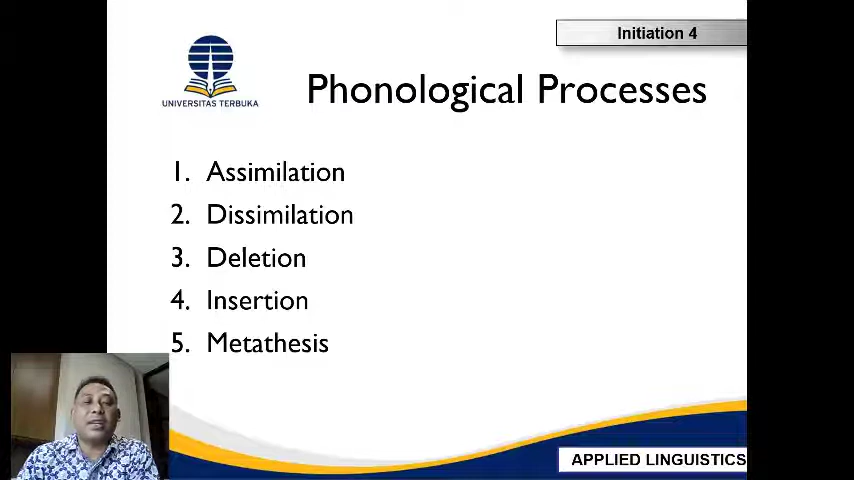 Initiation 4
UNIVERSITAS TERBUKA
Phonological Processes
1. Assimilation
2. Dissimilation
3. Deletion
4. Insertion
5. Metathesis
APPLIED LINGUISTICS